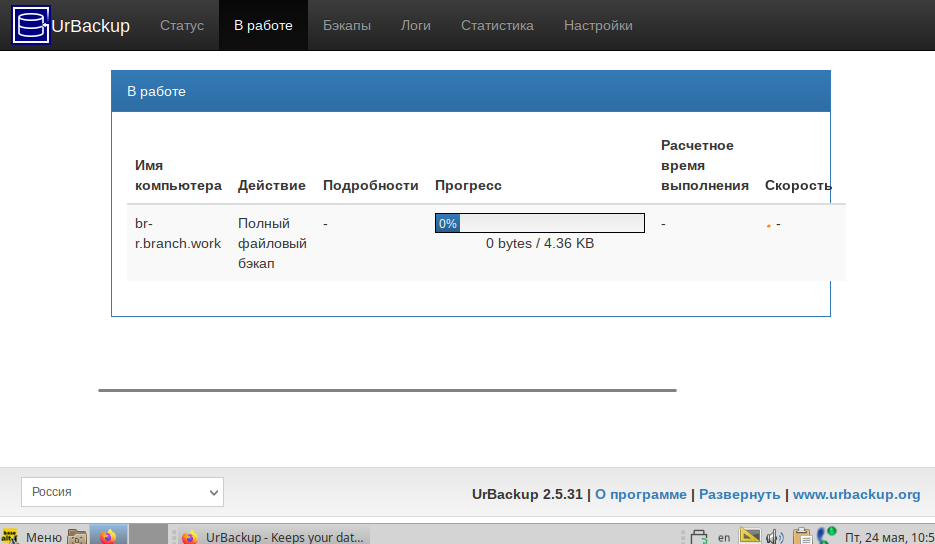 UrBackup Статус В работе Бэкапы Логи Статистика Настройки
В работе
Имя компьютера Действие Подробности Прогресс Расчетное время выполнения Скорость
br-r.branch.work Полный файловый бэкап - 0% - -
0 bytes / 4.36 KB
Россия
UrBackup 2.5.31 | О программе | Развернуть | www.urbackup.org
Меню UrBackup - Keeps your dat... en Пт, 24 мая, 10:5